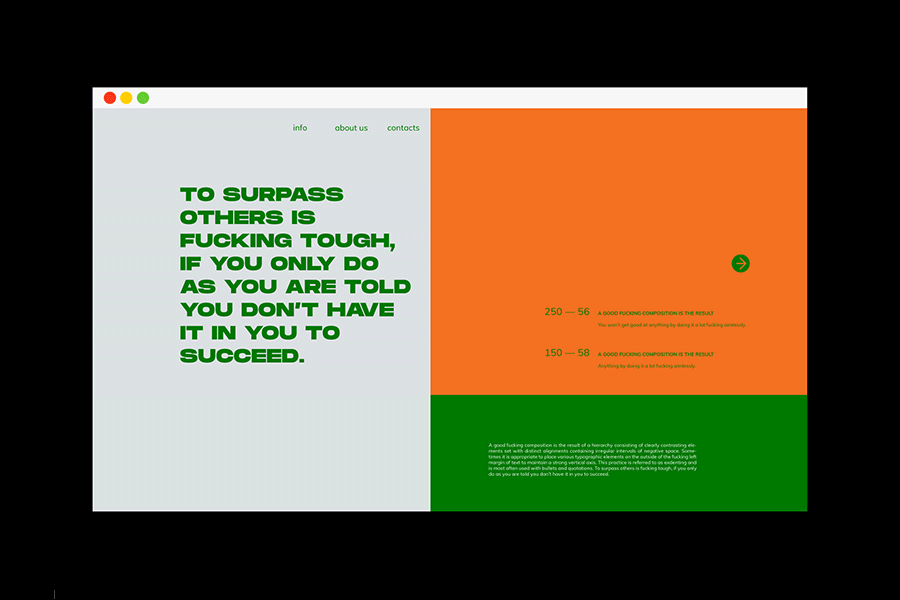 info about us contacts
TO SURPASS
OTHERS IS
FUCKING TOUGH,
IF YOU ONLY DO
AS YOU ARE TOLD
YOU DON'T HAVE
IT IN YOU TO
SUCCEED.
250 — 56 A GOOD FUCKING COMPOSITION IS THE RESULT
You won't get good at anything by doing it a lot fucking aimlessly.
150 — 58 A GOOD FUCKING COMPOSITION IS THE RESULT
Anything by doing it a lot fucking aimlessly.
A good fucking composition is the result of a hierarchy consisting of clearly contrasting ele-
ments set with distinct alignments containing irregular intervals of negative space. Some-
times it is appropriate to place various typographic elements on the outside of the fucking left
margin of text to maintain a strong vertical axis. This practice is referred to as exdenting and
is most often used with bullets and quotations. To surpass others is fucking tough, if you only
do as you are told you don't have it in you to succeed.